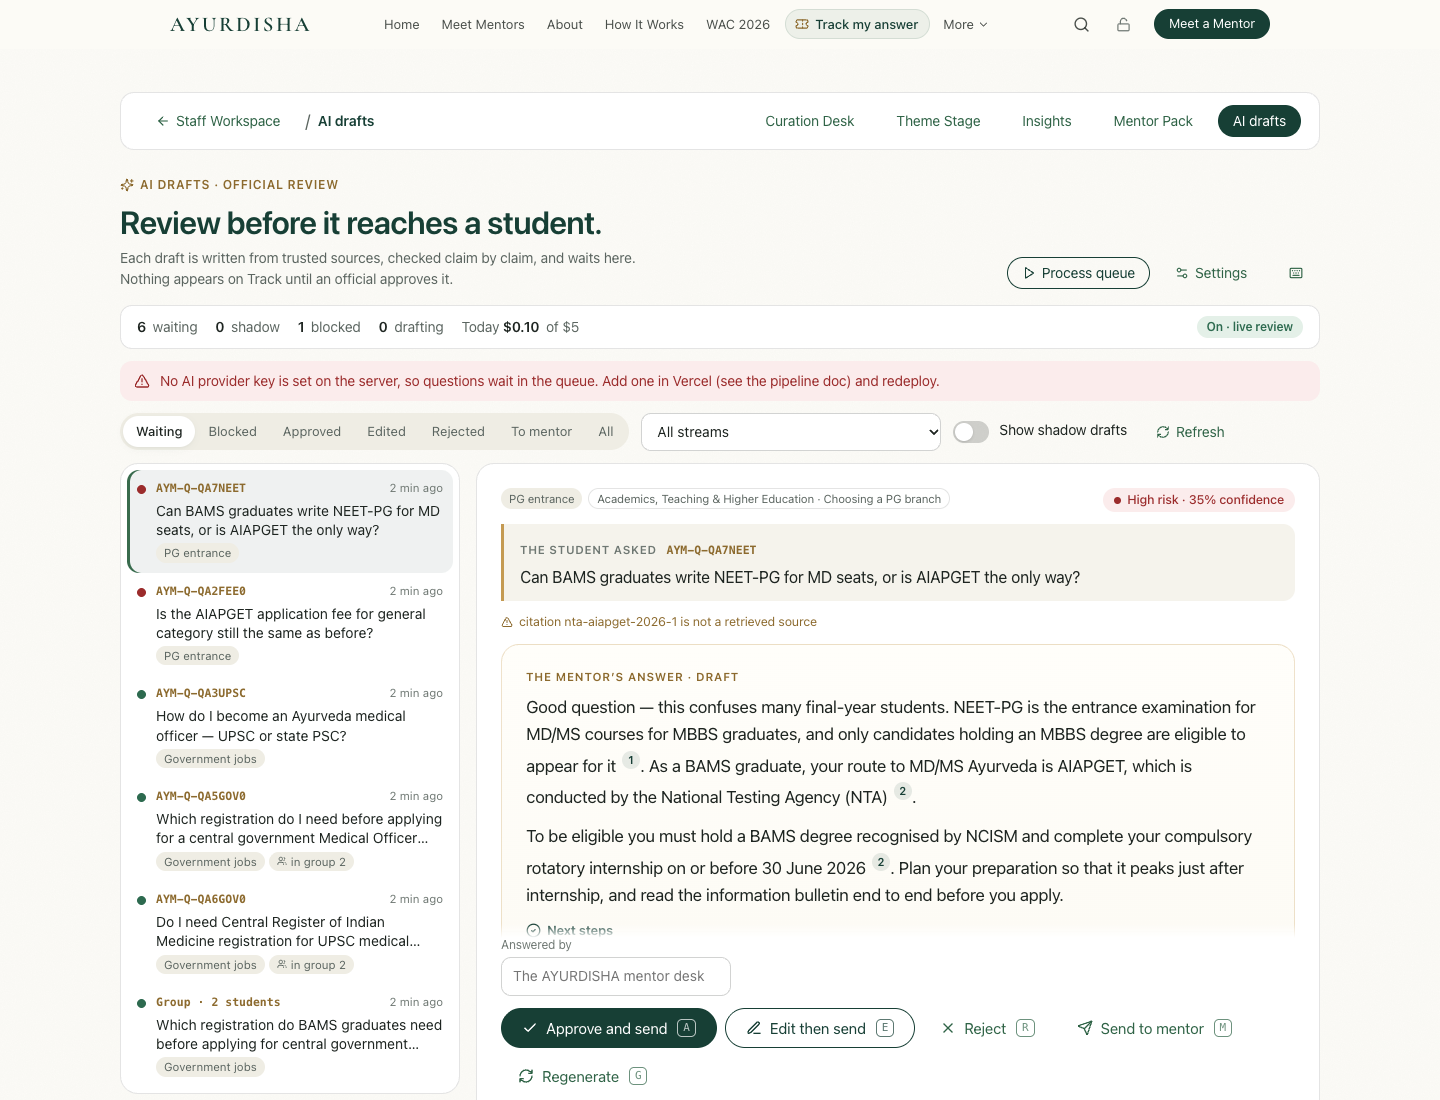 AYURDISHA
Home
Meet Mentors
About
How It Works
WAC 2026
Track my answer
More
Meet a Mentor
Staff Workspace
/ AI drafts
Curation Desk
Theme Stage
Insights
Mentor Pack
AI drafts
AI DRAFTS · OFFICIAL REVIEW
Review before it reaches a student.
Each draft is written from trusted sources, checked claim by claim, and waits here.
Nothing appears on Track until an official approves it.
Process queue
Settings
6 waiting 0 shadow 1 blocked 0 drafting Today $0.10 of $5
On · live review
No AI provider key is set on the server, so questions wait in the queue. Add one in Vercel (see the pipeline doc) and redeploy.
Waiting
Blocked
Approved
Edited
Rejected
To mentor
All
All streams
Show shadow drafts
Refresh
AYM-Q-QA7NEET 2 min ago
Can BAMS graduates write NEET-PG for MD
seats, or is AIAPGET the only way?
PG entrance
AYM-Q-QA2FEE0 2 min ago
Is the AIAPGET application fee for general
category still the same as before?
PG entrance
AYM-Q-QA3UPSC 2 min ago
How do I become an Ayurveda medical
officer — UPSC or state PSC?
Government jobs
AYM-Q-QA5GOV0 2 min ago
Which registration do I need before applying
for a central government Medical Officer…
Government jobs in group 2
AYM-Q-QA6GOV0 2 min ago
Do I need Central Register of Indian
Medicine registration for UPSC medical…
Government jobs in group 2
Group · 2 students 2 min ago
Which registration do BAMS graduates need
before applying for central government…
Government jobs
PG entrance
Academics, Teaching & Higher Education · Choosing a PG branch
High risk · 35% confidence
THE STUDENT ASKED AYM-Q-QA7NEET
Can BAMS graduates write NEET-PG for MD seats, or is AIAPGET the only way?
citation nta-aiapget-2026-1 is not a retrieved source
THE MENTOR'S ANSWER · DRAFT
Good question — this confuses many final-year students. NEET-PG is the entrance examination for
MD/MS courses for MBBS graduates, and only candidates holding an MBBS degree are eligible to
appear for it 1. As a BAMS graduate, your route to MD/MS Ayurveda is AIAPGET, which is
conducted by the National Testing Agency (NTA) 2.
To be eligible you must hold a BAMS degree recognised by NCISM and complete your compulsory
rotatory internship on or before 30 June 2026 2. Plan your preparation so that it peaks just after
internship, and read the information bulletin end to end before you apply.
Next steps
Answered by
The AYURDISHA mentor desk
Approve and send A
Edit then send E
Reject R
Send to mentor M
Regenerate G